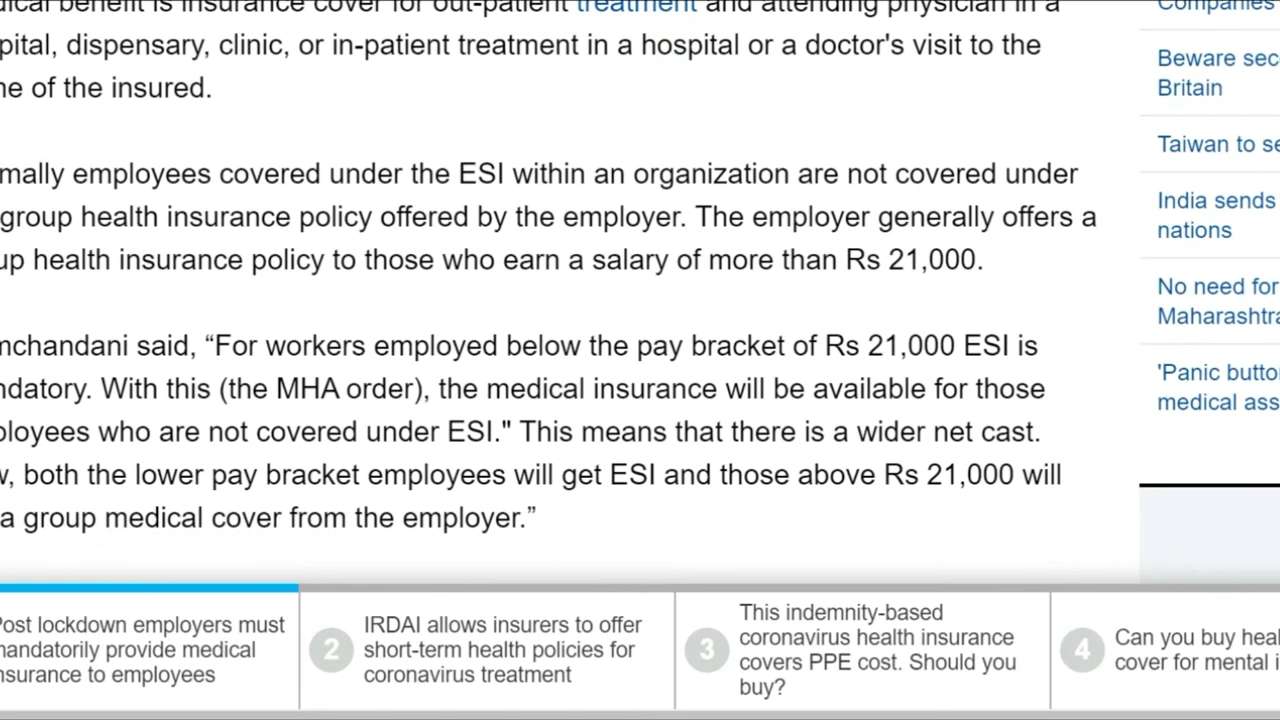 dical benefit is insurance cover for out-patient treatment and attending physician in a
pital, dispensary, clinic, or in-patient treatment in a hospital or a doctor's visit to the
me of the insured.
mally employees covered under the ESI within an organization are not covered under
group health insurance policy offered by the employer. The employer generally offers a
up health insurance policy to those who earn a salary of more than Rs 21,000.
mchandani said, “For workers employed below the pay bracket of Rs 21,000 ESI is
ndatory. With this (the MHA order), the medical insurance will be available for those
ployees who are not covered under ESI." This means that there is a wider net cast.
w, both the lower pay bracket employees will get ESI and those above Rs 21,000 will
a group medical cover from the employer.”
Companies
Beware sec
Britain
Taiwan to se
India sends
nations
No need for
Maharashtra
'Panic butto
medical ass
Post lockdown employers must
mandatorily provide medical
insurance to employees
2
IRDAI allows insurers to offer
short-term health policies for
coronavirus treatment
3
This indemnity-based
coronavirus health insurance
covers PPE cost. Should you
buy?
4
Can you buy heal
cover for mental i